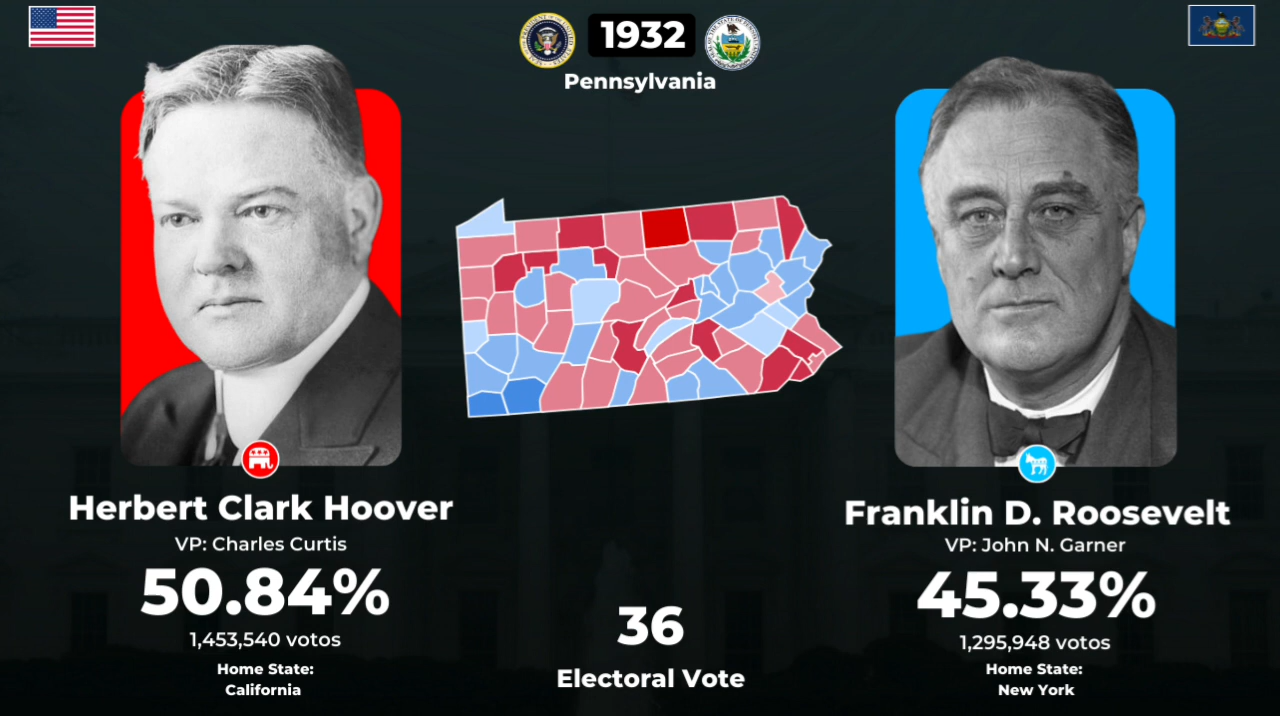 1932
Pennsylvania
Herbert Clark Hoover
VP: Charles Curtis
50.84%
1,453,540 votos
Home State:
California
36
Electoral Vote
Franklin D. Roosevelt
VP: John N. Garner
45.33%
1,295,948 votos
Home State:
New York